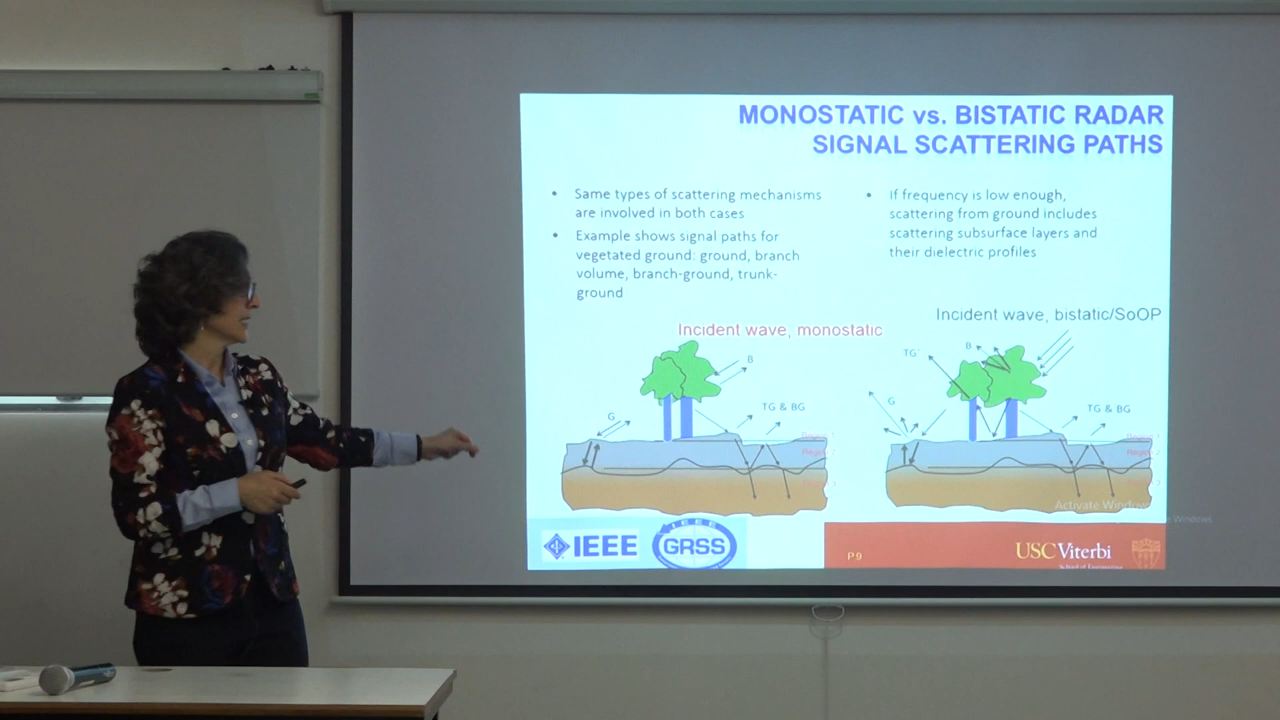 MONOSTATIC vs. BISTATIC RADAR
SIGNAL SCATTERING PATHS
• Same types of scattering mechanisms
are involved in both cases
• Example shows signal paths for
vegetated ground: ground, branch
volume, branch-ground, trunk-
ground
• If frequency is low enough,
scattering from ground includes
scattering subsurface layers and
their dielectric profiles
Incident wave, monostatic
B
G
TG & BG
Incident wave, bistatic/SoOP
TG
B
G
TG & BG
Activate Windows
IEEE
IEEE
GRSS
P9
USC Viterbi
School of Engineering